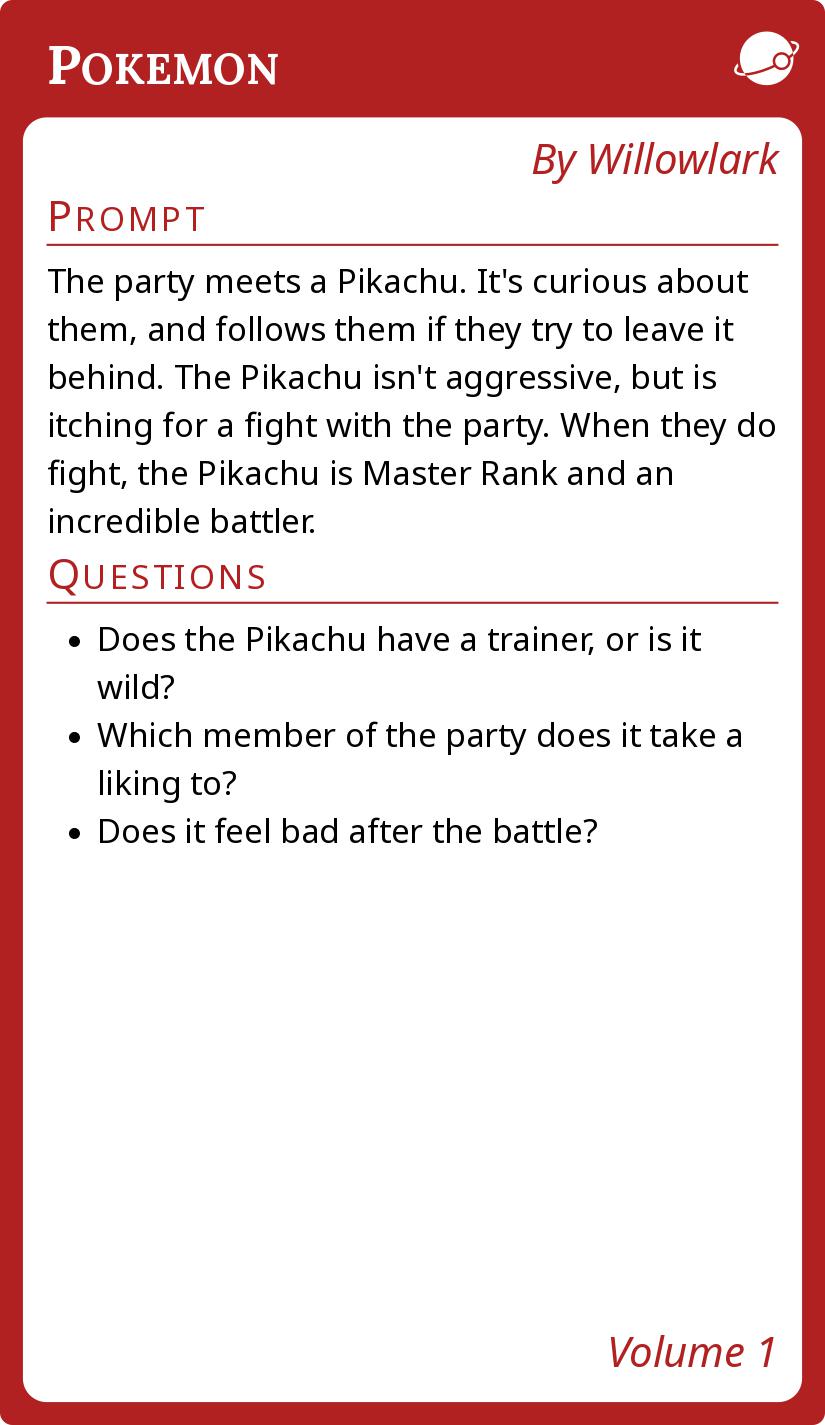 POKEMON
By Willowlark
PROMPT
The party meets a Pikachu. It's curious about
them, and follows them if they try to leave it
behind. The Pikachu isn't aggressive, but is
itching for a fight with the party. When they do
fight, the Pikachu is Master Rank and an
incredible battler.
QUESTIONS
• Does the Pikachu have a trainer, or is it
wild?
• Which member of the party does it take a
liking to?
• Does it feel bad after the battle?
Volume 1